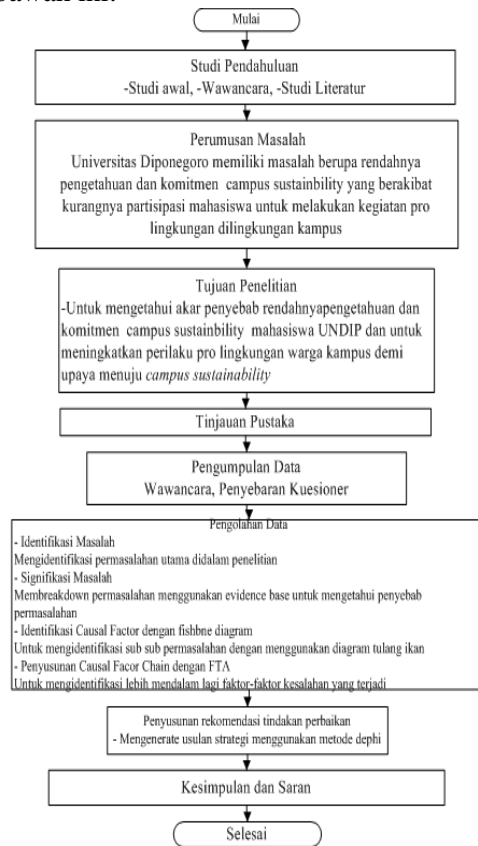 bawah ini.
Mulai
Studi Pendahuluan
-Studi awal, -Wawancara, -Studi Literatur
Perumusan Masalah
Universitas Diponegoro memiliki masalah berupa rendahnya
pengetahuan dan komitmen campus sustainbility yang berakibat
kurangnya partisipasi mahasiswa untuk melakukan kegiatan pro
lingkungan dilingkungan kampus
Tujuan Penelitian
-Untuk mengetahui akar penyebab rendahnyapengetahuan dan
komitmen campus sustainbility mahasiswa UNDIP dan untuk
meningkatkan perilaku pro lingkungan warga kampus demi
upaya menuju campus sustainability
Tinjauan Pustaka
Pengumpulan Data
Wawancara, Penyebaran Kuesioner
Pengolahan Data
- Identifikasi Masalah
Mengidentifikasi permasalahan utama didalam penelitian
- Signifikasi Masalah
Membreakdown permasalahan menggunakan evidence base untuk mengetahui penyebab
permasalahan
- Identifikasi Causal Factor dengan fishbne diagram
Untuk mengidentifikasi sub sub permasalahan dengan menggunakan diagram tulang ikan
- Penyusunan Causal Facor Chain dengan FTA
Untuk mengidentifikasi lebih mendalam lagi faktor-faktor kesalahan yang terjadi
Penyusunan rekomendasi tindakan perbaikan
- Mengenerate usulan strategi menggunakan metode dephi
Kesimpulan dan Saran
Selesai